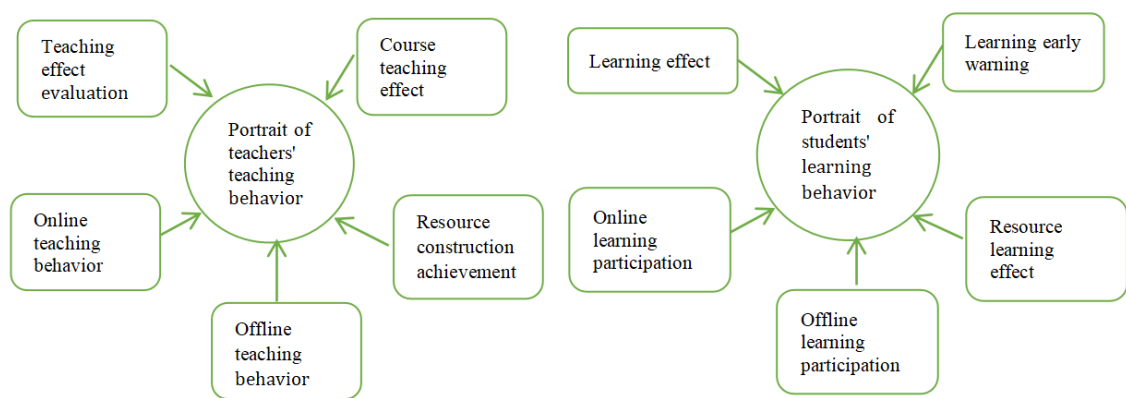 Teaching
effect
evaluation
Course
teaching
effect
Portrait of
teachers'
teaching
behavior
Online
teaching
behavior
Resource
construction
achievement
Offline
teaching
behavior
Learning effect
Learning early
warning
Portrait of
students'
learning
behavior
Online
learning
participation
Resource
learning
effect
Offline
learning
participation